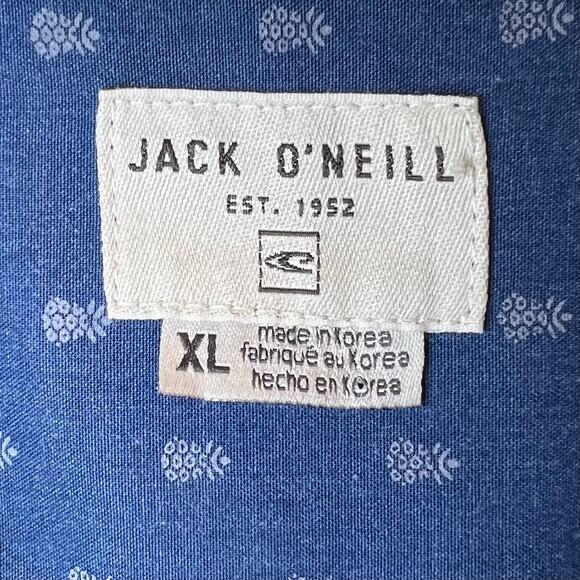 JACK O'NEILL
EST. 1952
XL
made in Korea
fabriqué au Korea
hecho en Korea